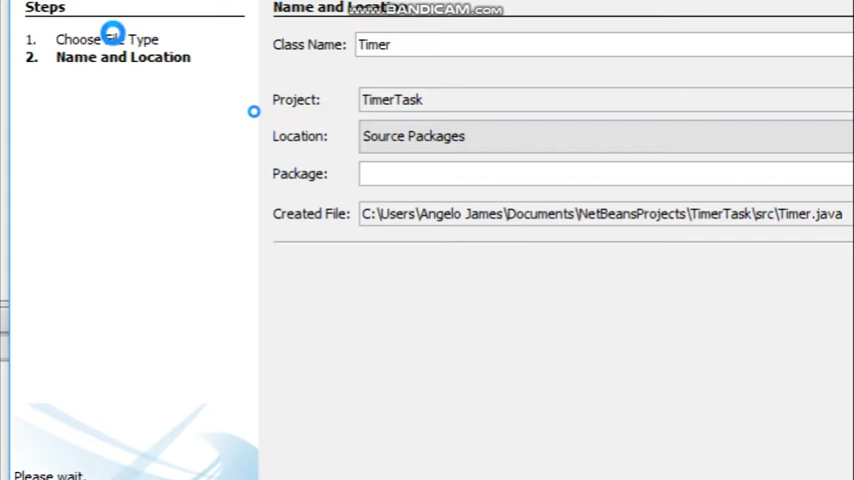 Steps
Name and Location
www.BANDICAM.com
1. Choose File Type
2. Name and Location
Class Name: Timer
Project: TimerTask
Location: Source Packages
Package:
Created File: C:\Users\Angelo James\Documents\NetBeansProjects\TimerTask\src\Timer.java
Please wait.